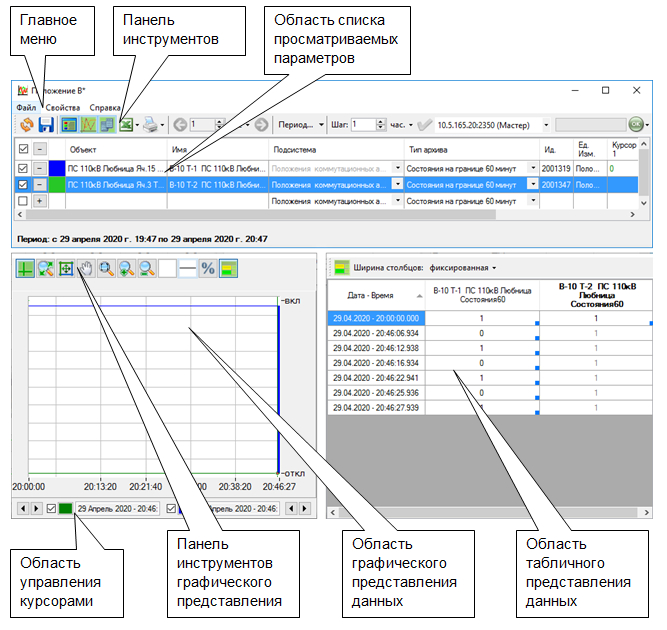 Главное
меню
Панель
инструментов
Область списка
просматриваемых
параметров
Положение В*
Файл Свойства Справка
1 Период... Шаг: 1 час. 10.5.165.20:2350 (Мастер) OK
Объект Имя Подсистема Тип архива Ид. Ед. Изм. Курсор 1
ПС 110кВ Любница Яч.15 ... В-10 Т-1 ПС 110кВ Любни... Положения коммутационных а... Состояния на границе 60 минут 2001319 Поло... 0
ПС 110кВ Любница Яч.3 Т... В-10 Т-2 ПС 110кВ Любни... Положения коммутационных а... Состояния на границе 60 минут 2001347 Поло...
Положения коммутационных а... Состояния на границе 60 минут
Период: с 29 апреля 2020 г. 19:47 по 29 апреля 2020 г. 20:47
%
-вкл
-откл
20:00:00 20:13:20 20:21:40 20:38:20 20:46:27
29 Апрель 2020 - 20:46: 29 Апрель 2020 - 20:46:
Ширина столбцов: фиксированная
Дата - Время В-10 Т-1 ПС 110кВ Любница Состояния60 В-10 Т-2 ПС 110кВ Любница Состояния60
29.04.2020 - 20:00:00.000 1 1
29.04.2020 - 20:46:06.934 0 1
29.04.2020 - 20:46:12.938 1 1
29.04.2020 - 20:46:16.934 0 1
29.04.2020 - 20:46:22.941 1 1
29.04.2020 - 20:46:25.936 0 1
29.04.2020 - 20:46:27.939 1 1
Область
управления
курсорами
Панель
инструментов
графического
представления
Область
графического
представления
данных
Область
табличного
представления
данных